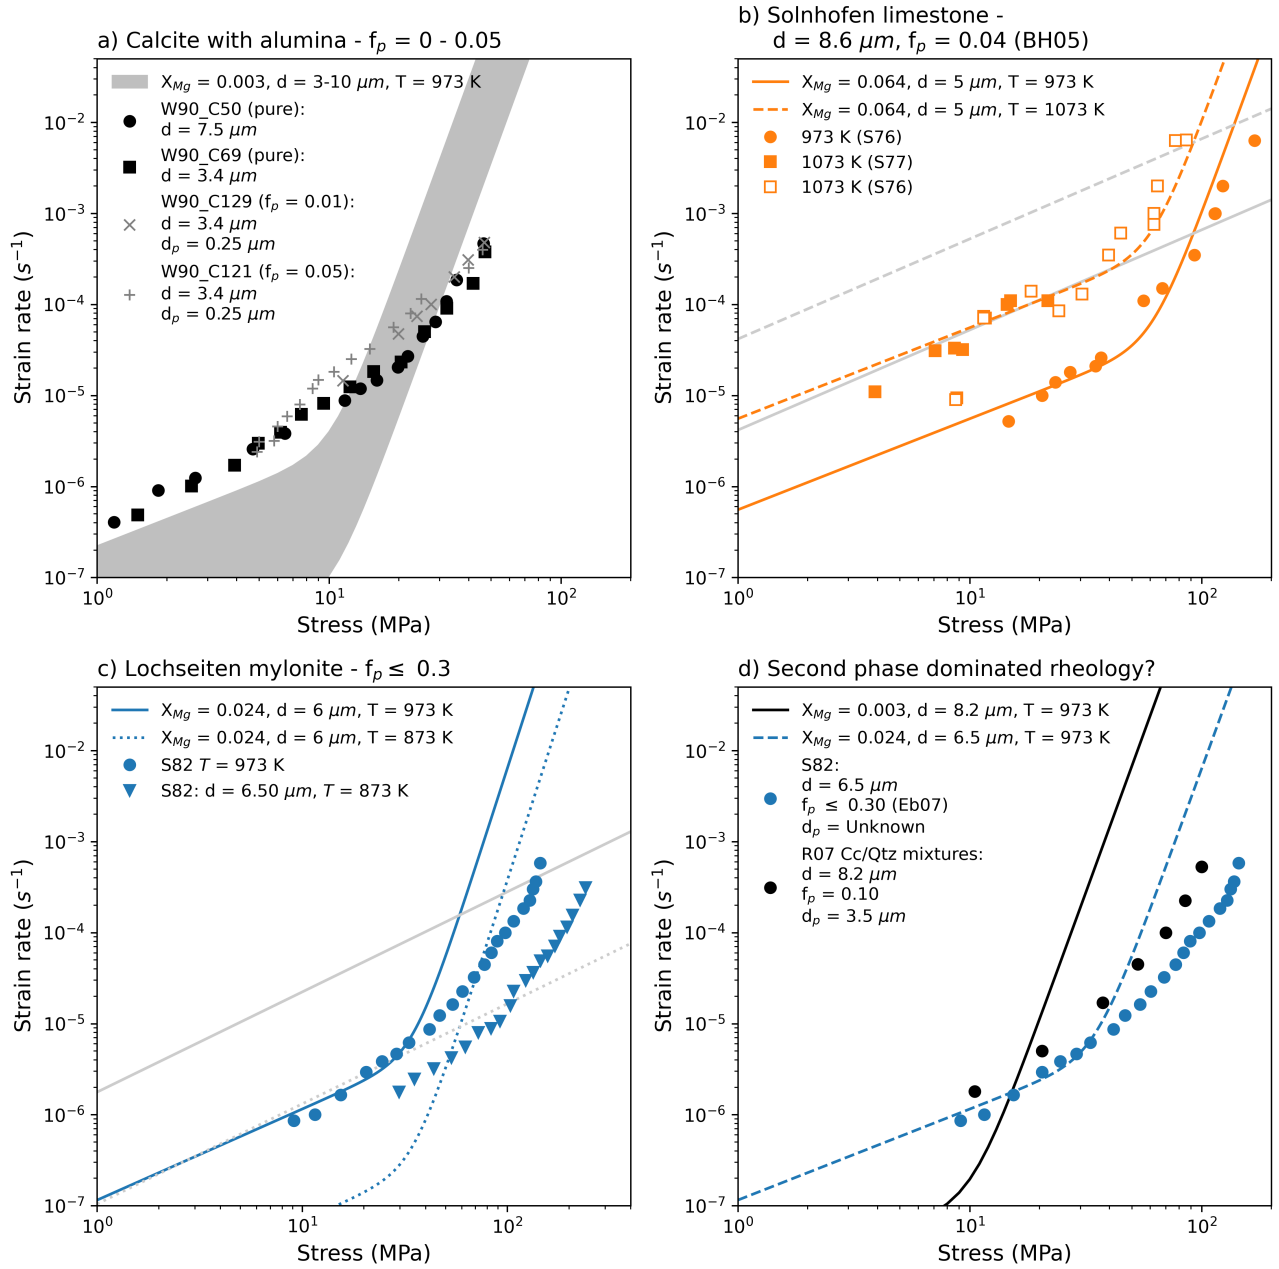 a) Calcite with alumina - fₚ = 0 - 0.05
X_Mg = 0.003, d = 3-10 μm, T = 973 K
W90_C50 (pure):
d = 7.5 μm
W90_C69 (pure):
d = 3.4 μm
W90_C129 (fₚ = 0.01):
d = 3.4 μm
dₚ = 0.25 μm
W90_C121 (fₚ = 0.05):
d = 3.4 μm
dₚ = 0.25 μm
10⁻²
10⁻³
10⁻⁴
10⁻⁵
10⁻⁶
10⁻⁷
Strain rate (s⁻¹)
10⁰ 10¹ 10²
Stress (MPa)
b) Solnhofen limestone -
d = 8.6 μm, fₚ = 0.04 (BH05)
X_Mg = 0.064, d = 5 μm, T = 973 K
X_Mg = 0.064, d = 5 μm, T = 1073 K
973 K (S76)
1073 K (S77)
1073 K (S76)
10⁻²
10⁻³
10⁻⁴
10⁻⁵
10⁻⁶
10⁻⁷
Strain rate (s⁻¹)
10⁰ 10¹ 10²
Stress (MPa)
c) Lochseiten mylonite - fₚ ≤ 0.3
X_Mg = 0.024, d = 6 μm, T = 973 K
X_Mg = 0.024, d = 6 μm, T = 873 K
S82 T = 973 K
S82: d = 6.50 μm, T = 873 K
10⁻²
10⁻³
10⁻⁴
10⁻⁵
10⁻⁶
10⁻⁷
Strain rate (s⁻¹)
10⁰ 10¹ 10²
Stress (MPa)
d) Second phase dominated rheology?
X_Mg = 0.003, d = 8.2 μm, T = 973 K
X_Mg = 0.024, d = 6.5 μm, T = 973 K
S82:
d = 6.5 μm
fₚ ≤ 0.30 (Eb07)
dₚ = Unknown
R07 Cc/Qtz mixtures:
d = 8.2 μm
fₚ = 0.10
dₚ = 3.5 μm
10⁻²
10⁻³
10⁻⁴
10⁻⁵
10⁻⁶
10⁻⁷
Strain rate (s⁻¹)
10⁰ 10¹ 10²
Stress (MPa)